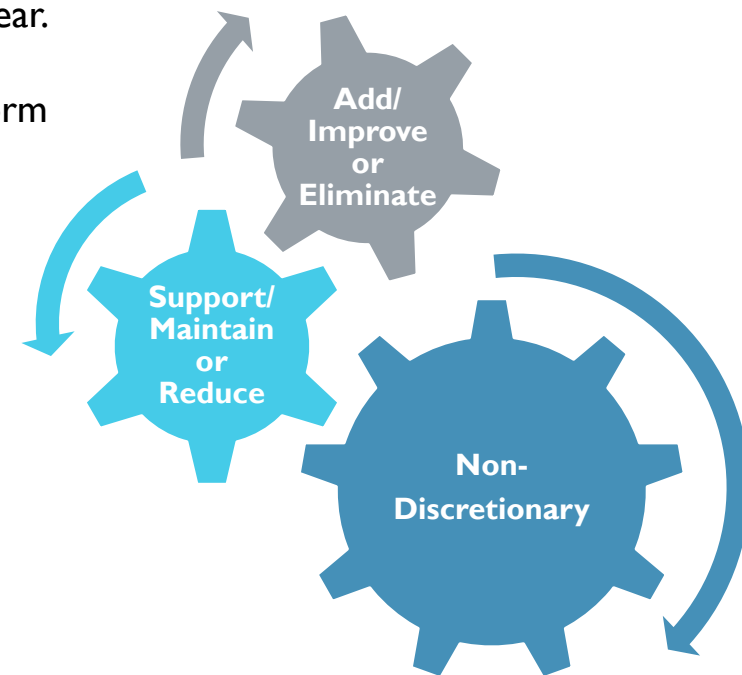 ear.
rm
Add/
Improve
or
Eliminate
Support/
Maintain
or
Reduce
Non-
Discretionary